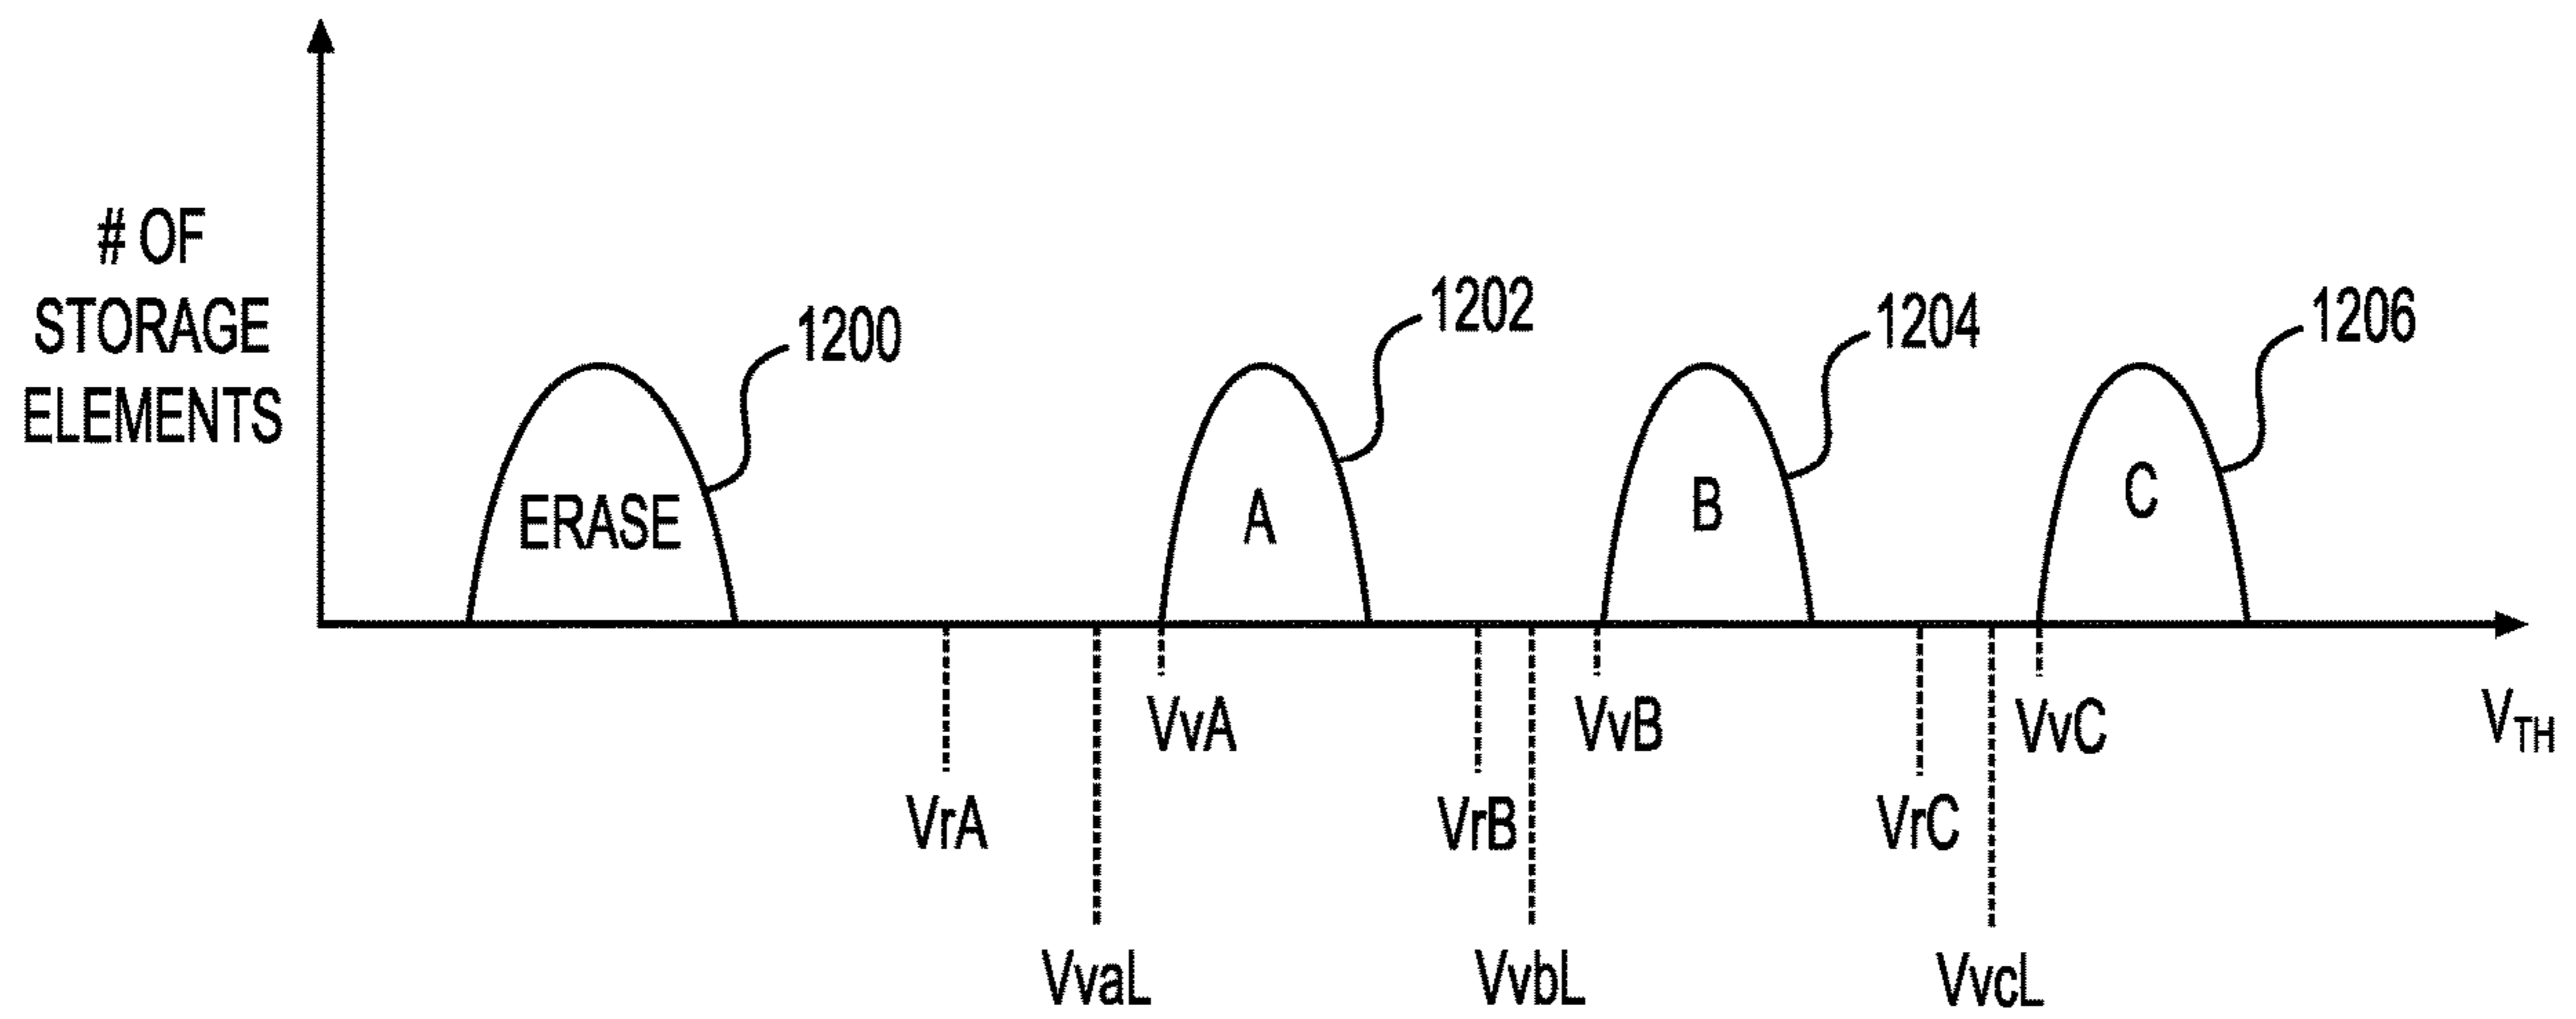 # OF
STORAGE
ELEMENTS
1200
1202
1204
1206
ERASE
A
B
C
VvA
VvB
VvC
VTH
VrA
VrB
VrC
VvaL
VvbL
VvcL